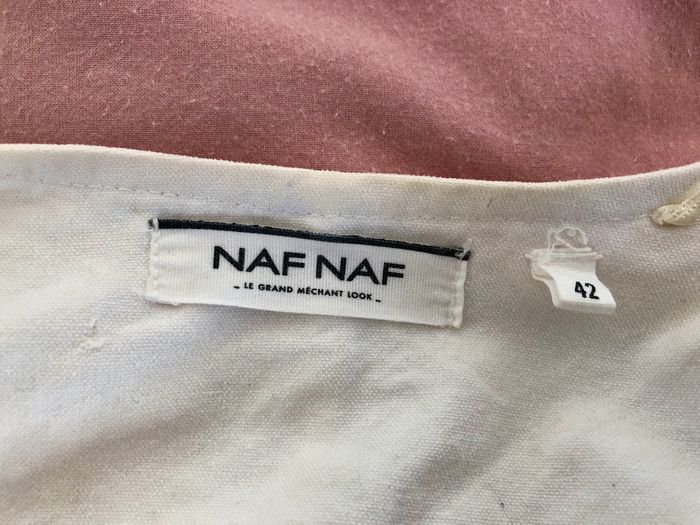 NAF NAF
- LE GRAND MÉCHANT LOOK -
42